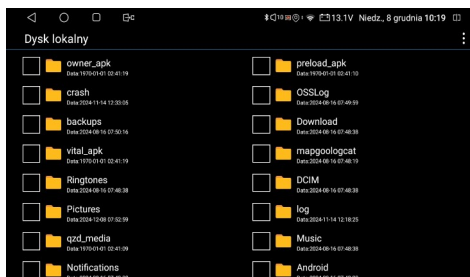 10 13.1V Niedz., 8 grudnia 10:19
Dysk lokalny
owner_apk
Data:1970-01-01 02:41:19
preload_apk
Data:1970-01-01 02:41:10
crash
Data:2024-11-14 12:33:05
OSSLog
Data:2024-08-16 07:49:59
backups
Data:2024-08-16 07:50:16
Download
Data:2024-08-16 07:48:38
vital_apk
Data:1970-01-01 02:41:19
mapgoologcat
Data:2024-08-16 07:48:19
Ringtones
Data:2024-08-16 07:48:38
DCIM
Data:2024-08-16 07:48:38
Pictures
Data:2024-12-08 07:52:59
log
Data:2024-11-14 12:18:25
qzd_media
Data:1970-01-01 02:41:09
Music
Data:2024-08-16 07:48:38
Notifications
Android